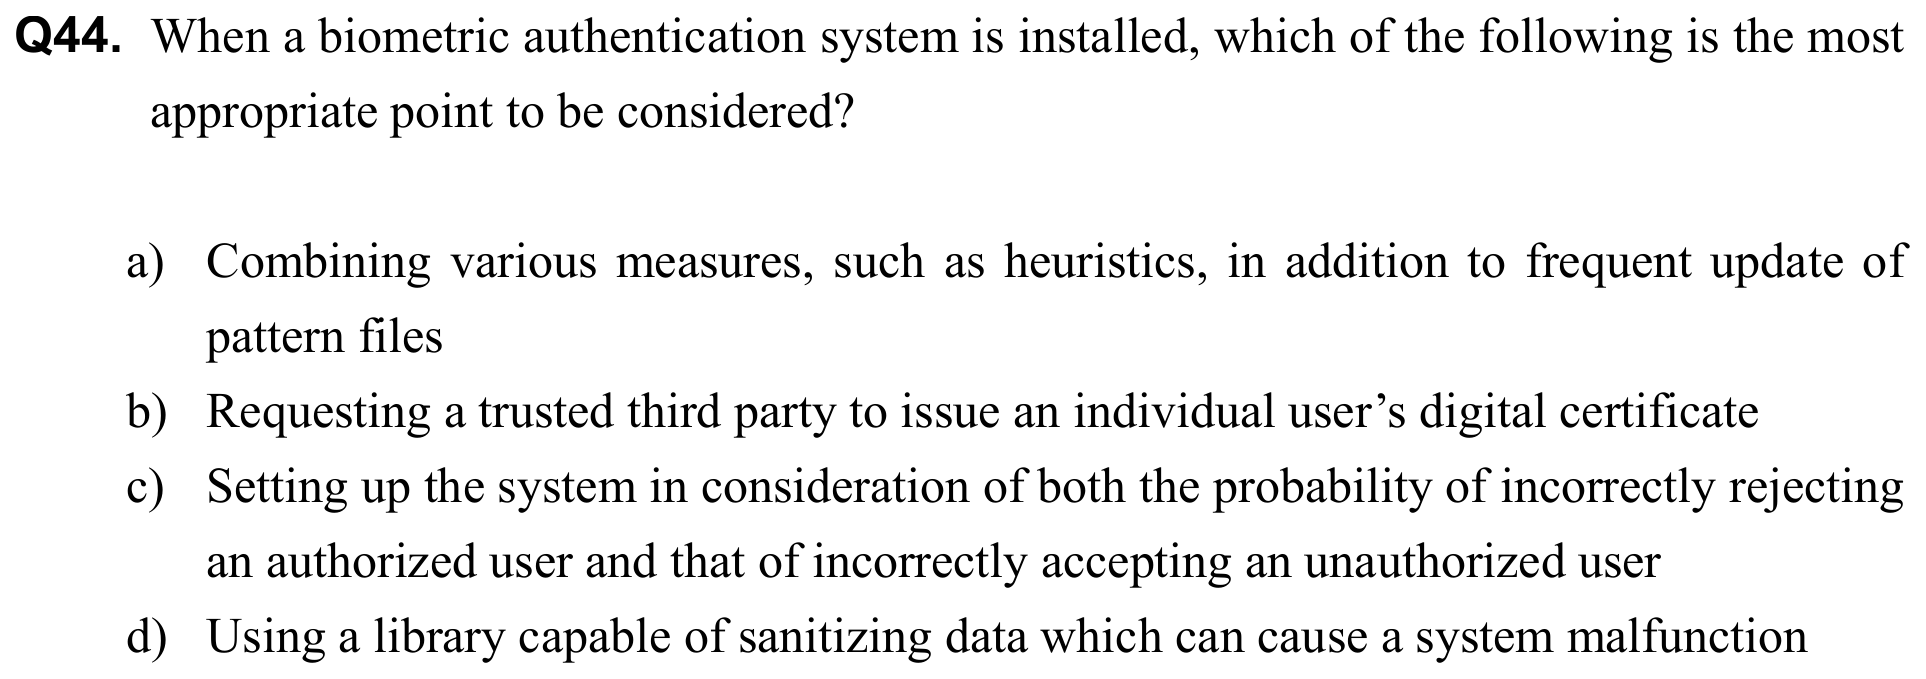 Q44. When a biometric authentication system is installed, which of the following is the most
appropriate point to be considered?
a) Combining various measures, such as heuristics, in addition to frequent update of
pattern files
b) Requesting a trusted third party to issue an individual user’s digital certificate
c) Setting up the system in consideration of both the probability of incorrectly rejecting
an authorized user and that of incorrectly accepting an unauthorized user
d) Using a library capable of sanitizing data which can cause a system malfunction